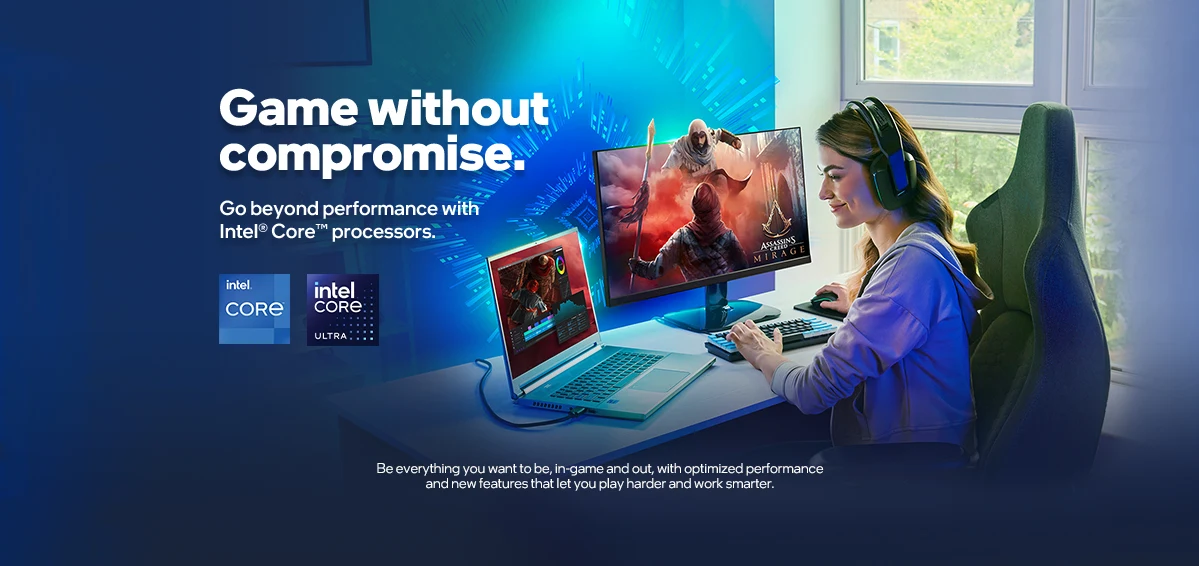 Game without
compromise.
Go beyond performance with
Intel® Core™ processors.
intel.
CORE
intel
CORE
ULTRA
ASSASSIN'S
CREED
MIRAGE
Be everything you want to be, in-game and out, with optimized performance
and new features that let you play harder and work smarter.